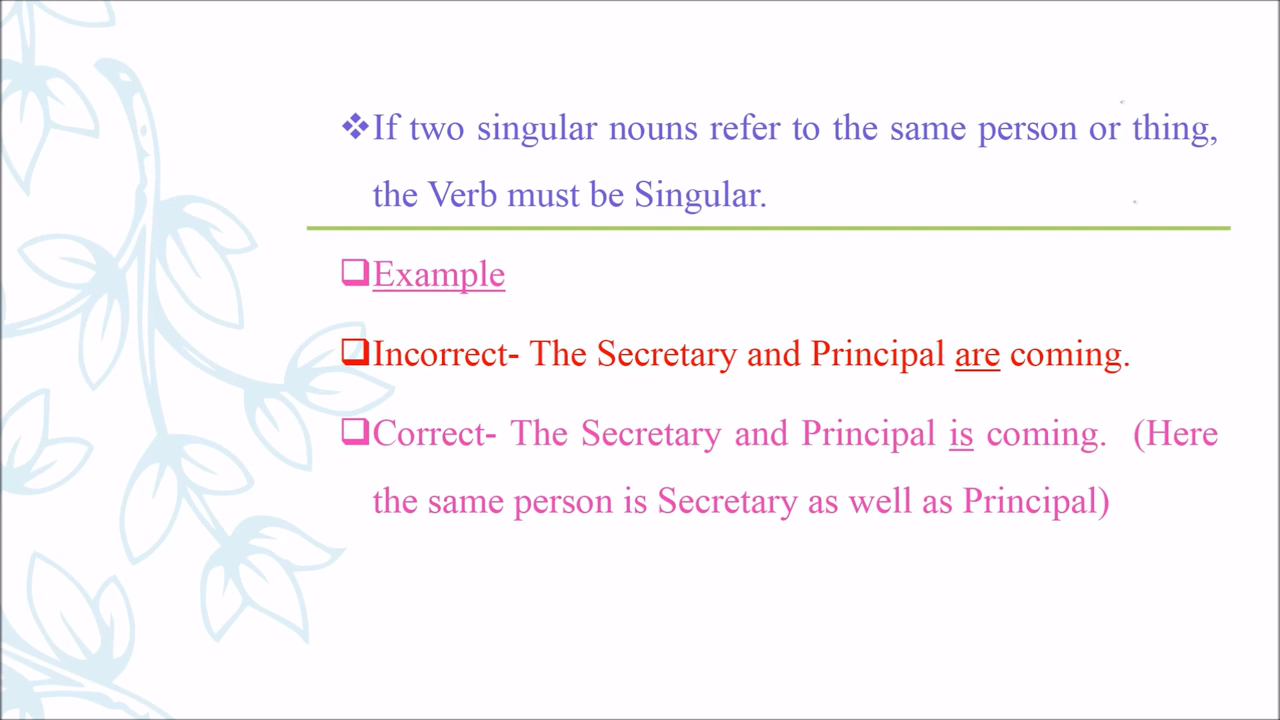 ❖If two singular nouns refer to the same person or thing,
the Verb must be Singular.
❑Example
❑Incorrect- The Secretary and Principal are coming.
❑Correct- The Secretary and Principal is coming. (Here
the same person is Secretary as well as Principal)